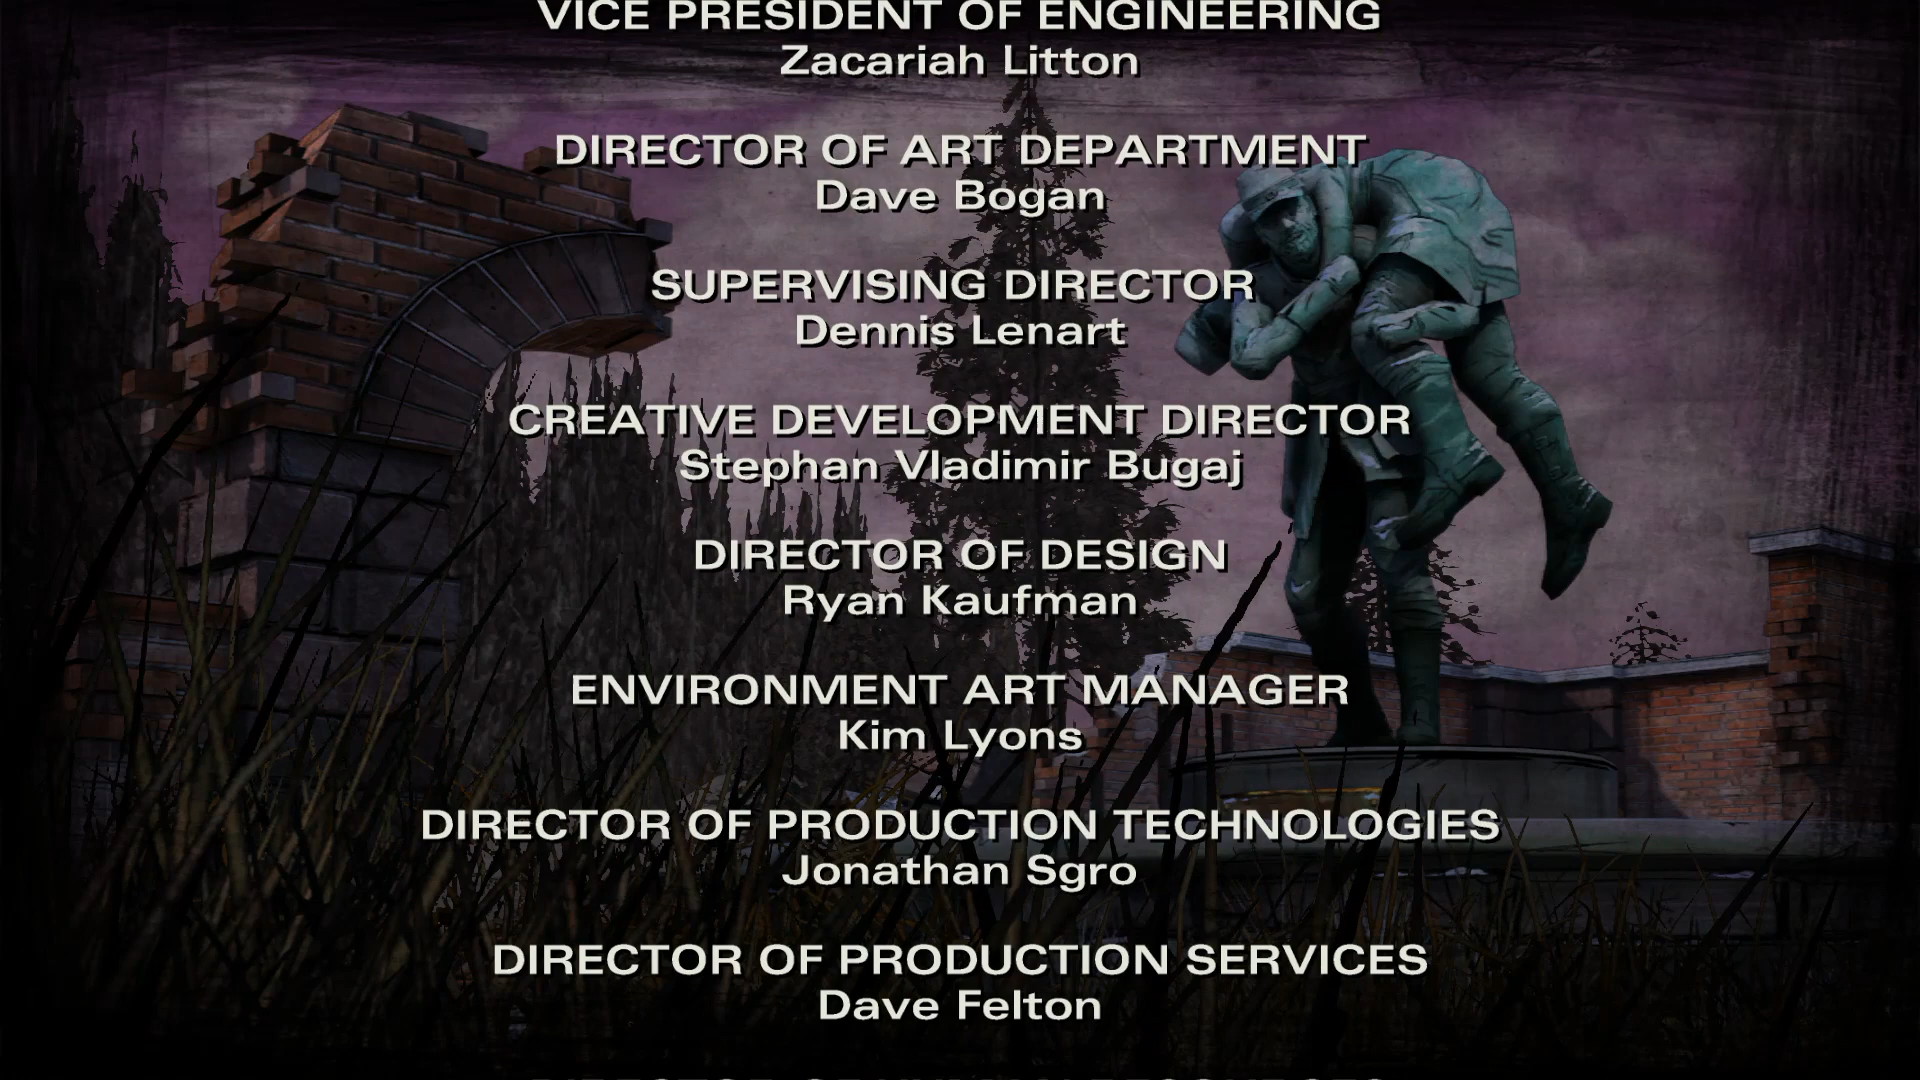 VICE PRESIDENT OF ENGINEERING
Zacariah Litton
DIRECTOR OF ART DEPARTMENT
Dave Bogan
SUPERVISING DIRECTOR
Dennis Lenart
CREATIVE DEVELOPMENT DIRECTOR
Stephan Vladimir Bugaj
DIRECTOR OF DESIGN
Ryan Kaufman
ENVIRONMENT ART MANAGER
Kim Lyons
DIRECTOR OF PRODUCTION TECHNOLOGIES
Jonathan Sgro
DIRECTOR OF PRODUCTION SERVICES
Dave Felton